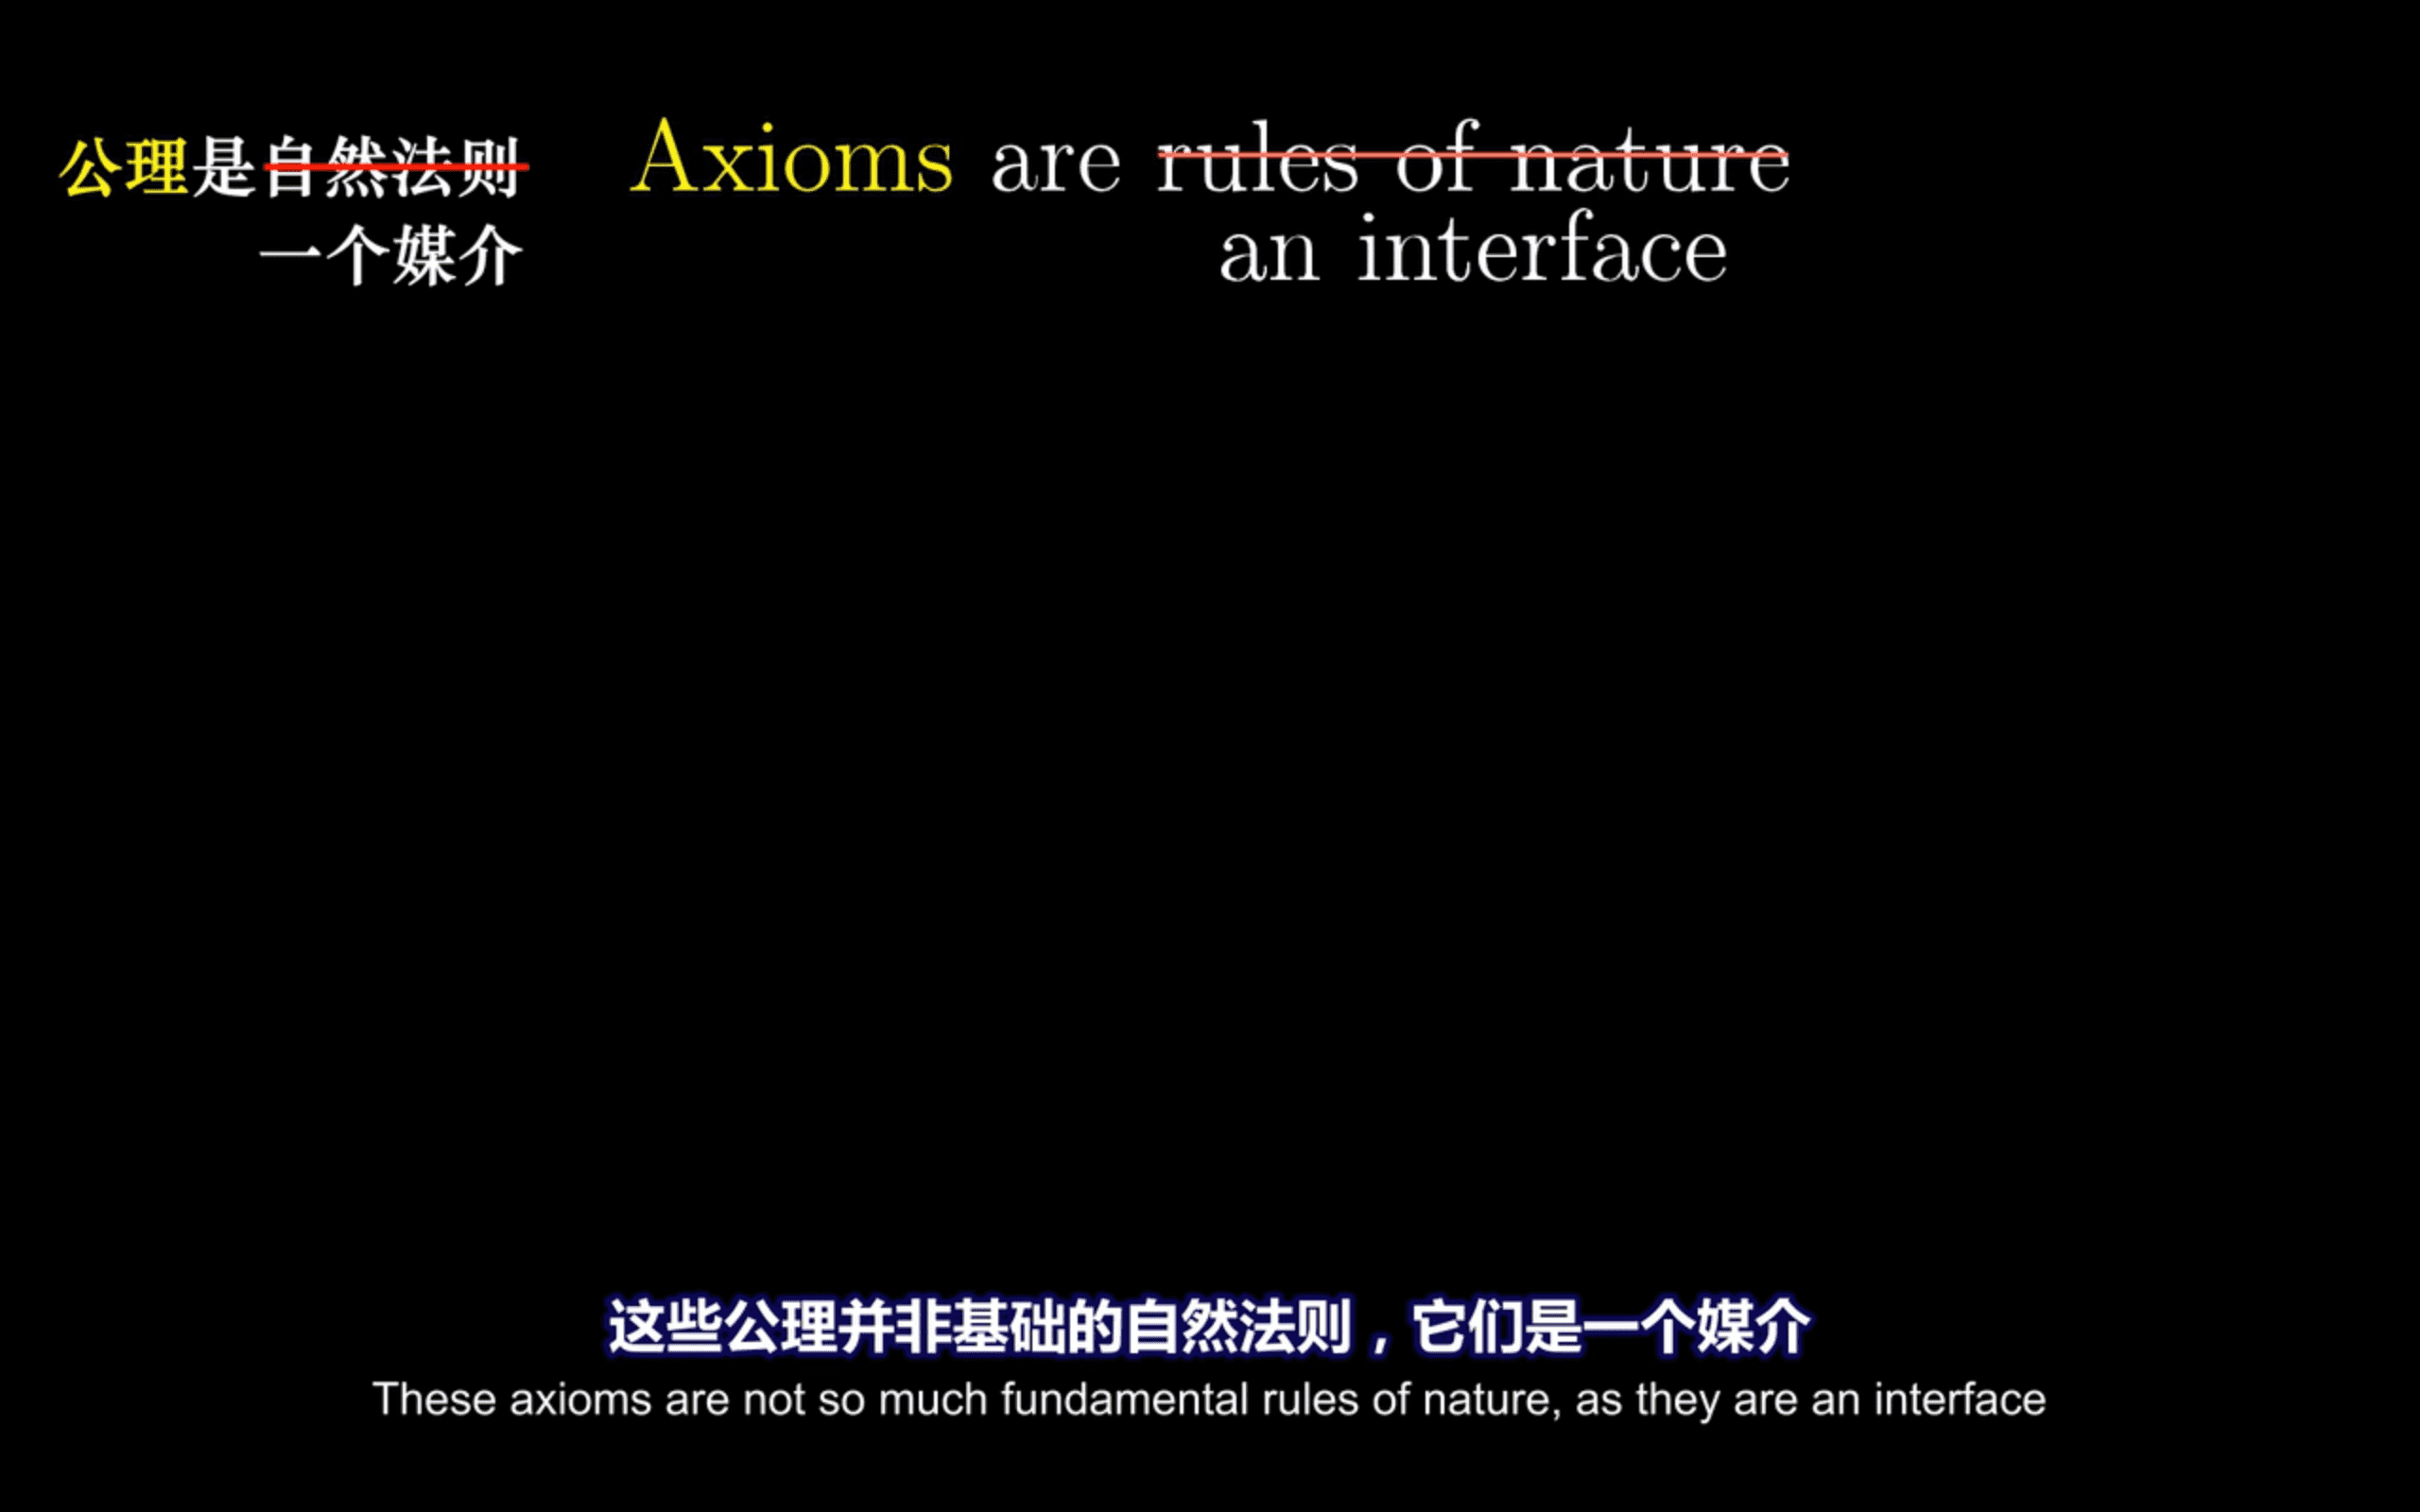 公理是自然法则
一个媒介
Axioms are rules of nature
an interface
这些公理并非基础的自然法则，它们是一个媒介
These axioms are not so much fundamental rules of nature, as they are an interface